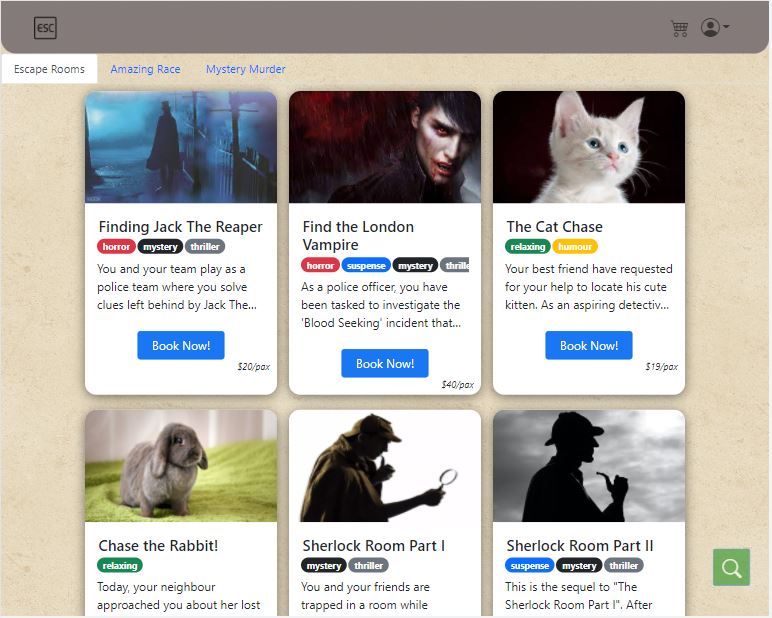 ESC
Escape Rooms
Amazing Race
Mystery Murder
Finding Jack The Reaper
horror mystery thriller
You and your team play as a
police team where you solve
clues left behind by Jack The...
Book Now!
$20/pax
Find the London
Vampire
horror suspense mystery thrille
As a police officer, you have
been tasked to investigate the
'Blood Seeking' incident that...
Book Now!
$40/pax
The Cat Chase
relaxing humour
Your best friend have requested
for your help to locate his cute
kitten. As an aspiring detectiv...
Book Now!
$19/pax
Chase the Rabbit!
relaxing
Today, your neighbour
approached you about her lost
Sherlock Room Part I
mystery thriller
You and your friends are
trapped in a room while
Sherlock Room Part II
suspense mystery thriller
This is the sequel to "The
Sherlock Room Part I". After